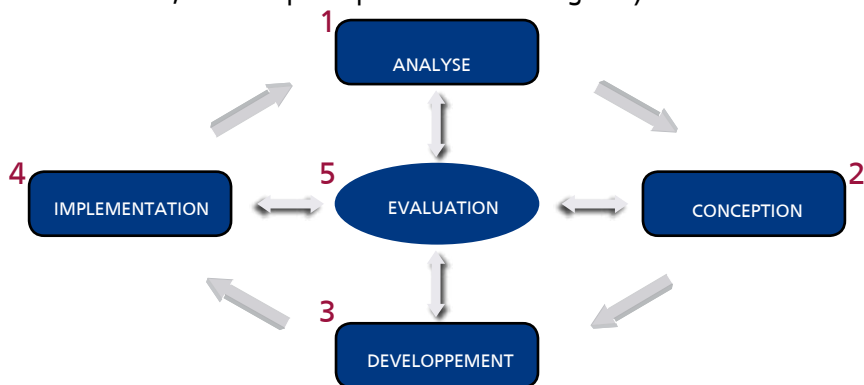 1
ANALYSE
4
IMPLEMENTATION
5
EVALUATION
2
CONCEPTION
3
DEVELOPPEMENT